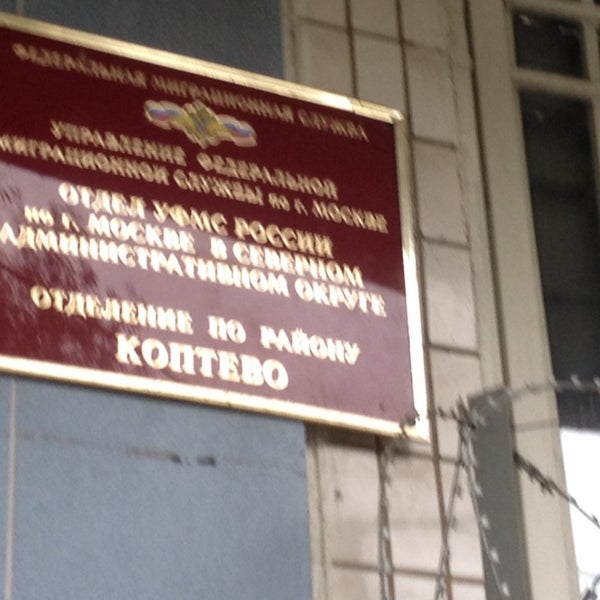 ФЕДЕРАЛЬНАЯ МИГРАЦИОННАЯ СЛУЖБА
УПРАВЛЕНИЕ ФЕДЕРАЛЬНОЙ
МИГРАЦИОННОЙ СЛУЖБЫ по г. МОСКВЕ
ОТДЕЛ УФМС РОССИИ
по г. МОСКВЕ В СЕВЕРНОМ
АДМИНИСТРАТИВНОМ ОКРУГЕ
ОТДЕЛЕНИЕ ПО РАЙОНУ
КОПТЕВО